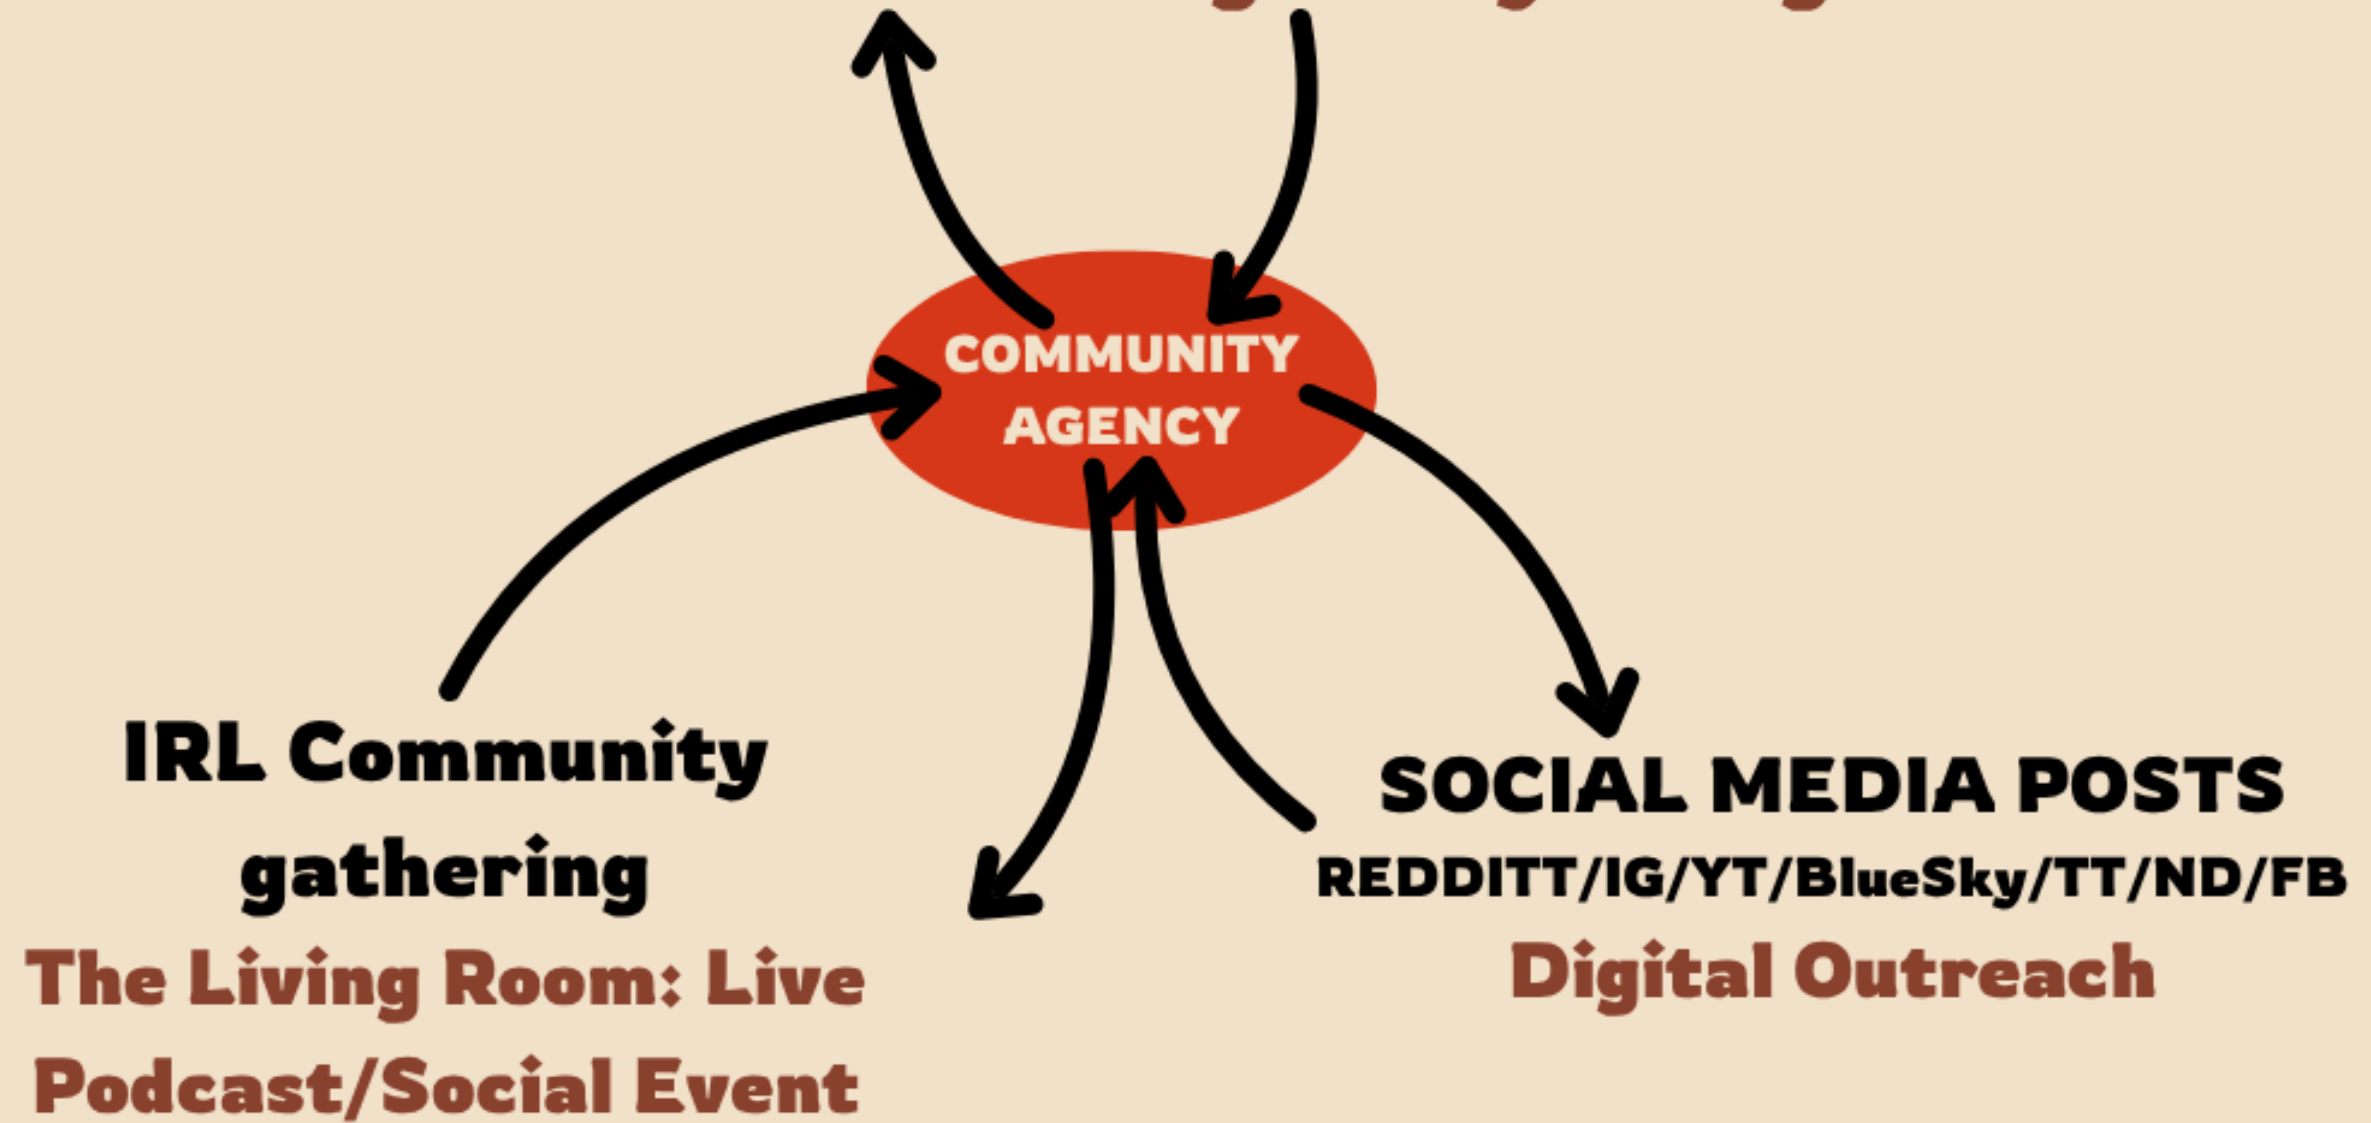 COMMUNITY
AGENCY
IRL Community
gathering
The Living Room: Live
Podcast/Social Event
SOCIAL MEDIA POSTS
REDDITT/IG/YT/BlueSky/TT/ND/FB
Digital Outreach